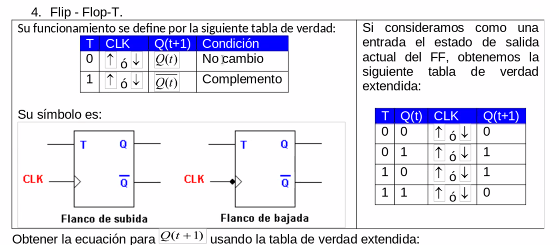 4. Flip - Flop-T.
Su funcionamiento se define por la siguiente tabla de verdad:
T CLK Q(t+1) Condición
0 ↑ ó ↓ Q(t) No cambio
1 ↑ ó ↓ Q̅(t) Complemento
Su símbolo es:
T Q
CLK Q̅
Flanco de subida
T Q
CLK Q̅
Flanco de bajada
Si consideramos como una
entrada el estado de salida
actual del FF, obtenemos la
siguiente tabla de verdad
extendida:
T Q(t) CLK Q(t+1)
0 0 ↑ ó ↓ 0
0 1 ↑ ó ↓ 1
1 0 ↑ ó ↓ 1
1 1 ↑ ó ↓ 0
Obtener la ecuación para Q(t + 1) usando la tabla de verdad extendida: